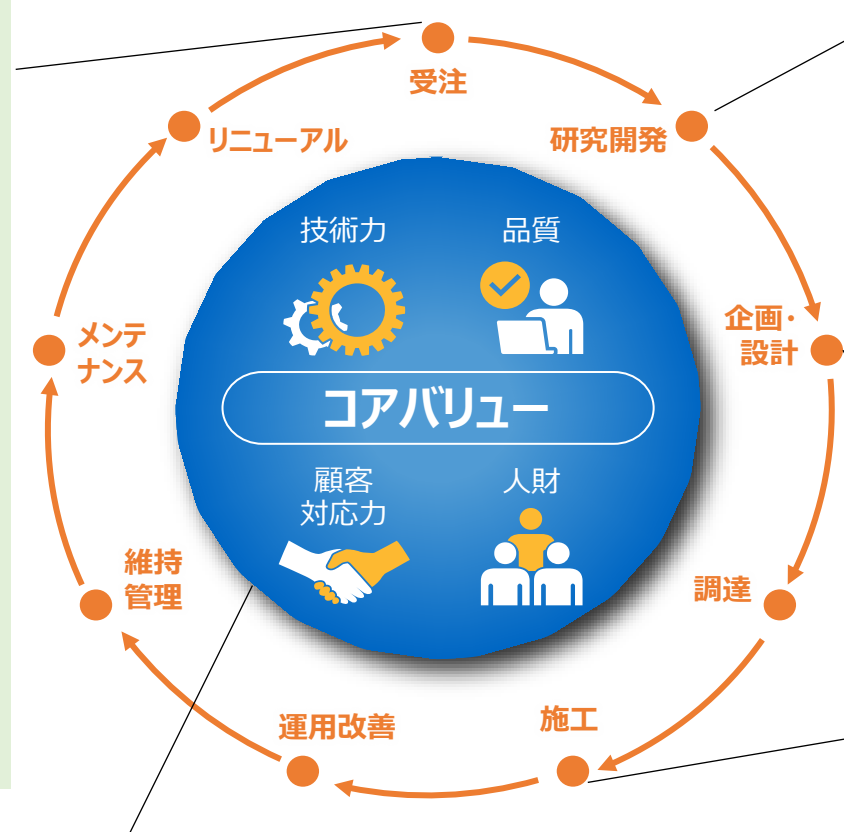 受注
研究開発
企画・
設計
調達
施工
運用改善
維持
管理
メンテ
ナンス
リニューアル
技術力
品質
コアバリュー
顧客
対応力
人財